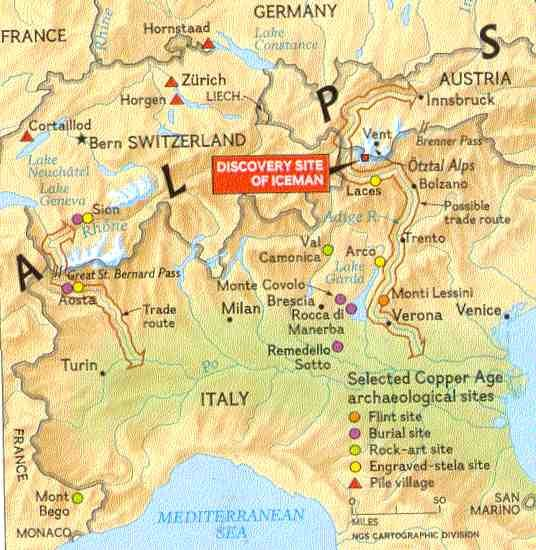 GERMANY
FRANCE
Rhine
Hornstaad
Lake
Constance
Inn
S
Zürich
AUSTRIA
Horgen
LIECH.
P
Innsbruck
Cortaillod
Bern
SWITZERLAND
Vent
Brenner Pass
DISCOVERY SITE
OF ICEMAN
Ötztal Alps
Lake
Neuchâtel
Laces
Bolzano
Lake
Geneva
L
Sion
Rhône
Possible
trade route
Adige R.
Trento
Val
Camonica
Arco
A
Great St. Bernard Pass
Lake
Garda
Aosta
Monte Covolo
Monti Lessini
Trade
route
Milan
Brescia
Rocca di
Manerba
Verona
Venice
Remedello
Sotto
Turin
Po
ITALY
FRANCE
Mont
Bego
MONACO
MEDITERRANEAN
SEA
Selected Copper Age
archaeological sites
Flint site
Burial site
Rock-art site
Engraved-stela site
Pile village
0 50
MILES
NGS CARTOGRAPHIC DIVISION
SAN
MARINO